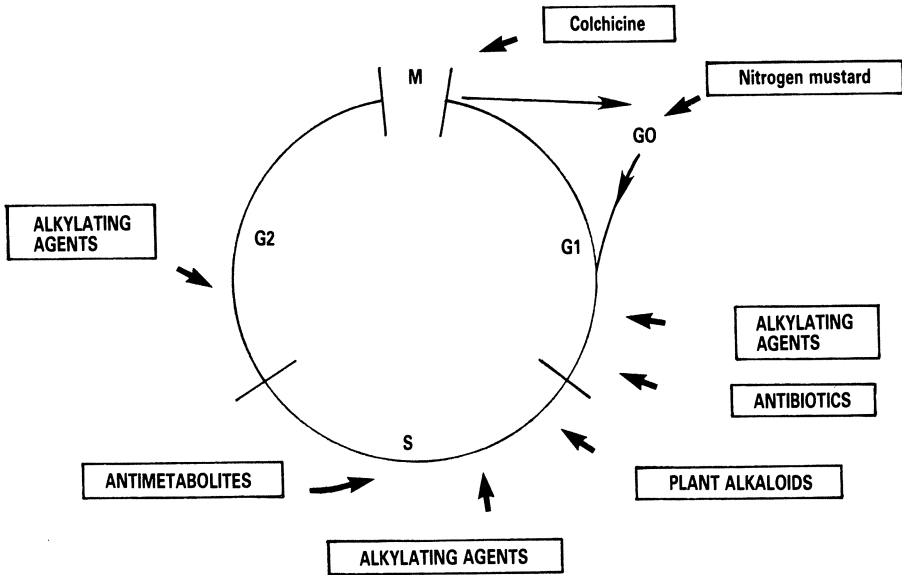 Colchicine
M
Nitrogen mustard
GO
ALKYLATING
AGENTS
G2
G1
ALKYLATING
AGENTS
ANTIBIOTICS
S
ANTIMETABOLITES
PLANT ALKALOIDS
ALKYLATING AGENTS